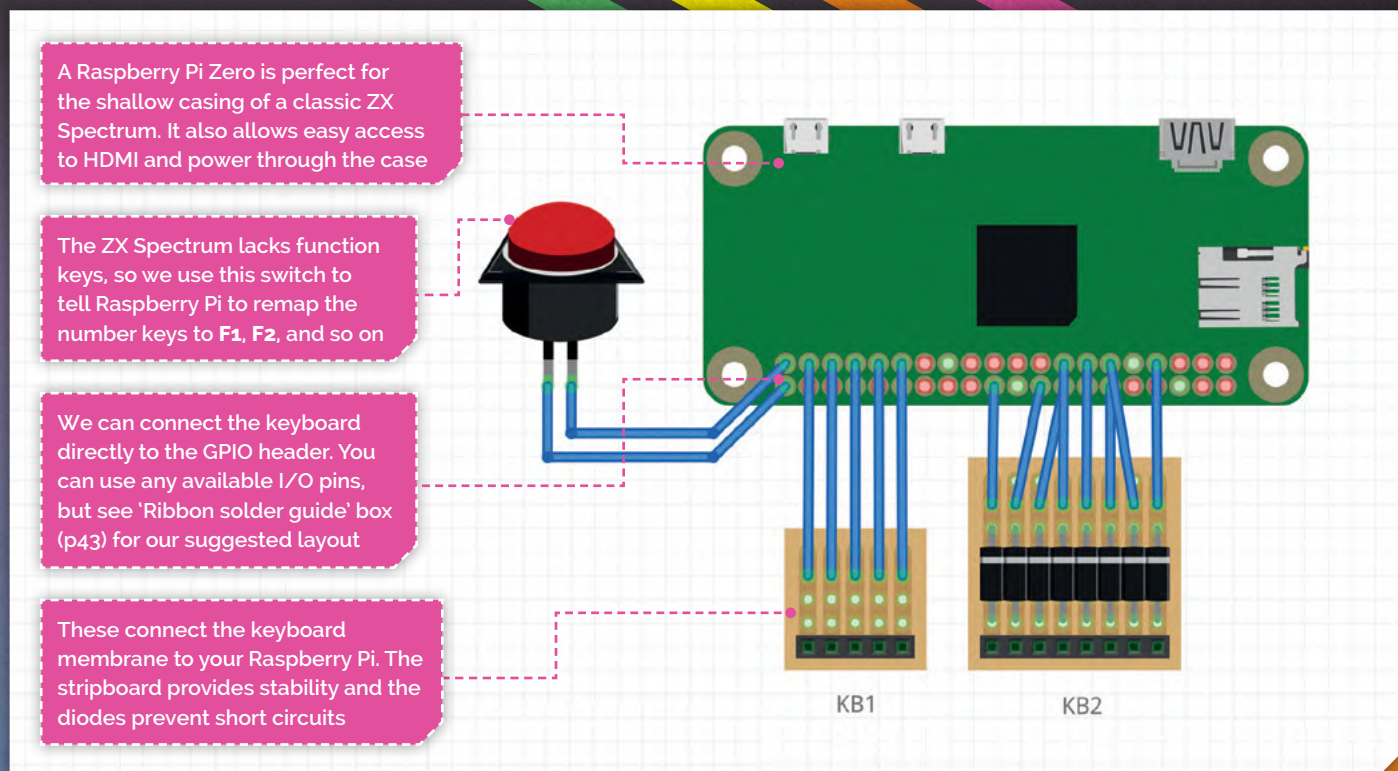 A Raspberry Pi Zero is perfect for
the shallow casing of a classic ZX
Spectrum. It also allows easy access
to HDMI and power through the case
The ZX Spectrum lacks function
keys, so we use this switch to
tell Raspberry Pi to remap the
number keys to F1, F2, and so on
We can connect the keyboard
directly to the GPIO header. You
can use any available I/O pins,
but see ‘Ribbon solder guide’ box
(p43) for our suggested layout
These connect the keyboard
membrane to your Raspberry Pi. The
stripboard provides stability and the
diodes prevent short circuits
KB1
KB2